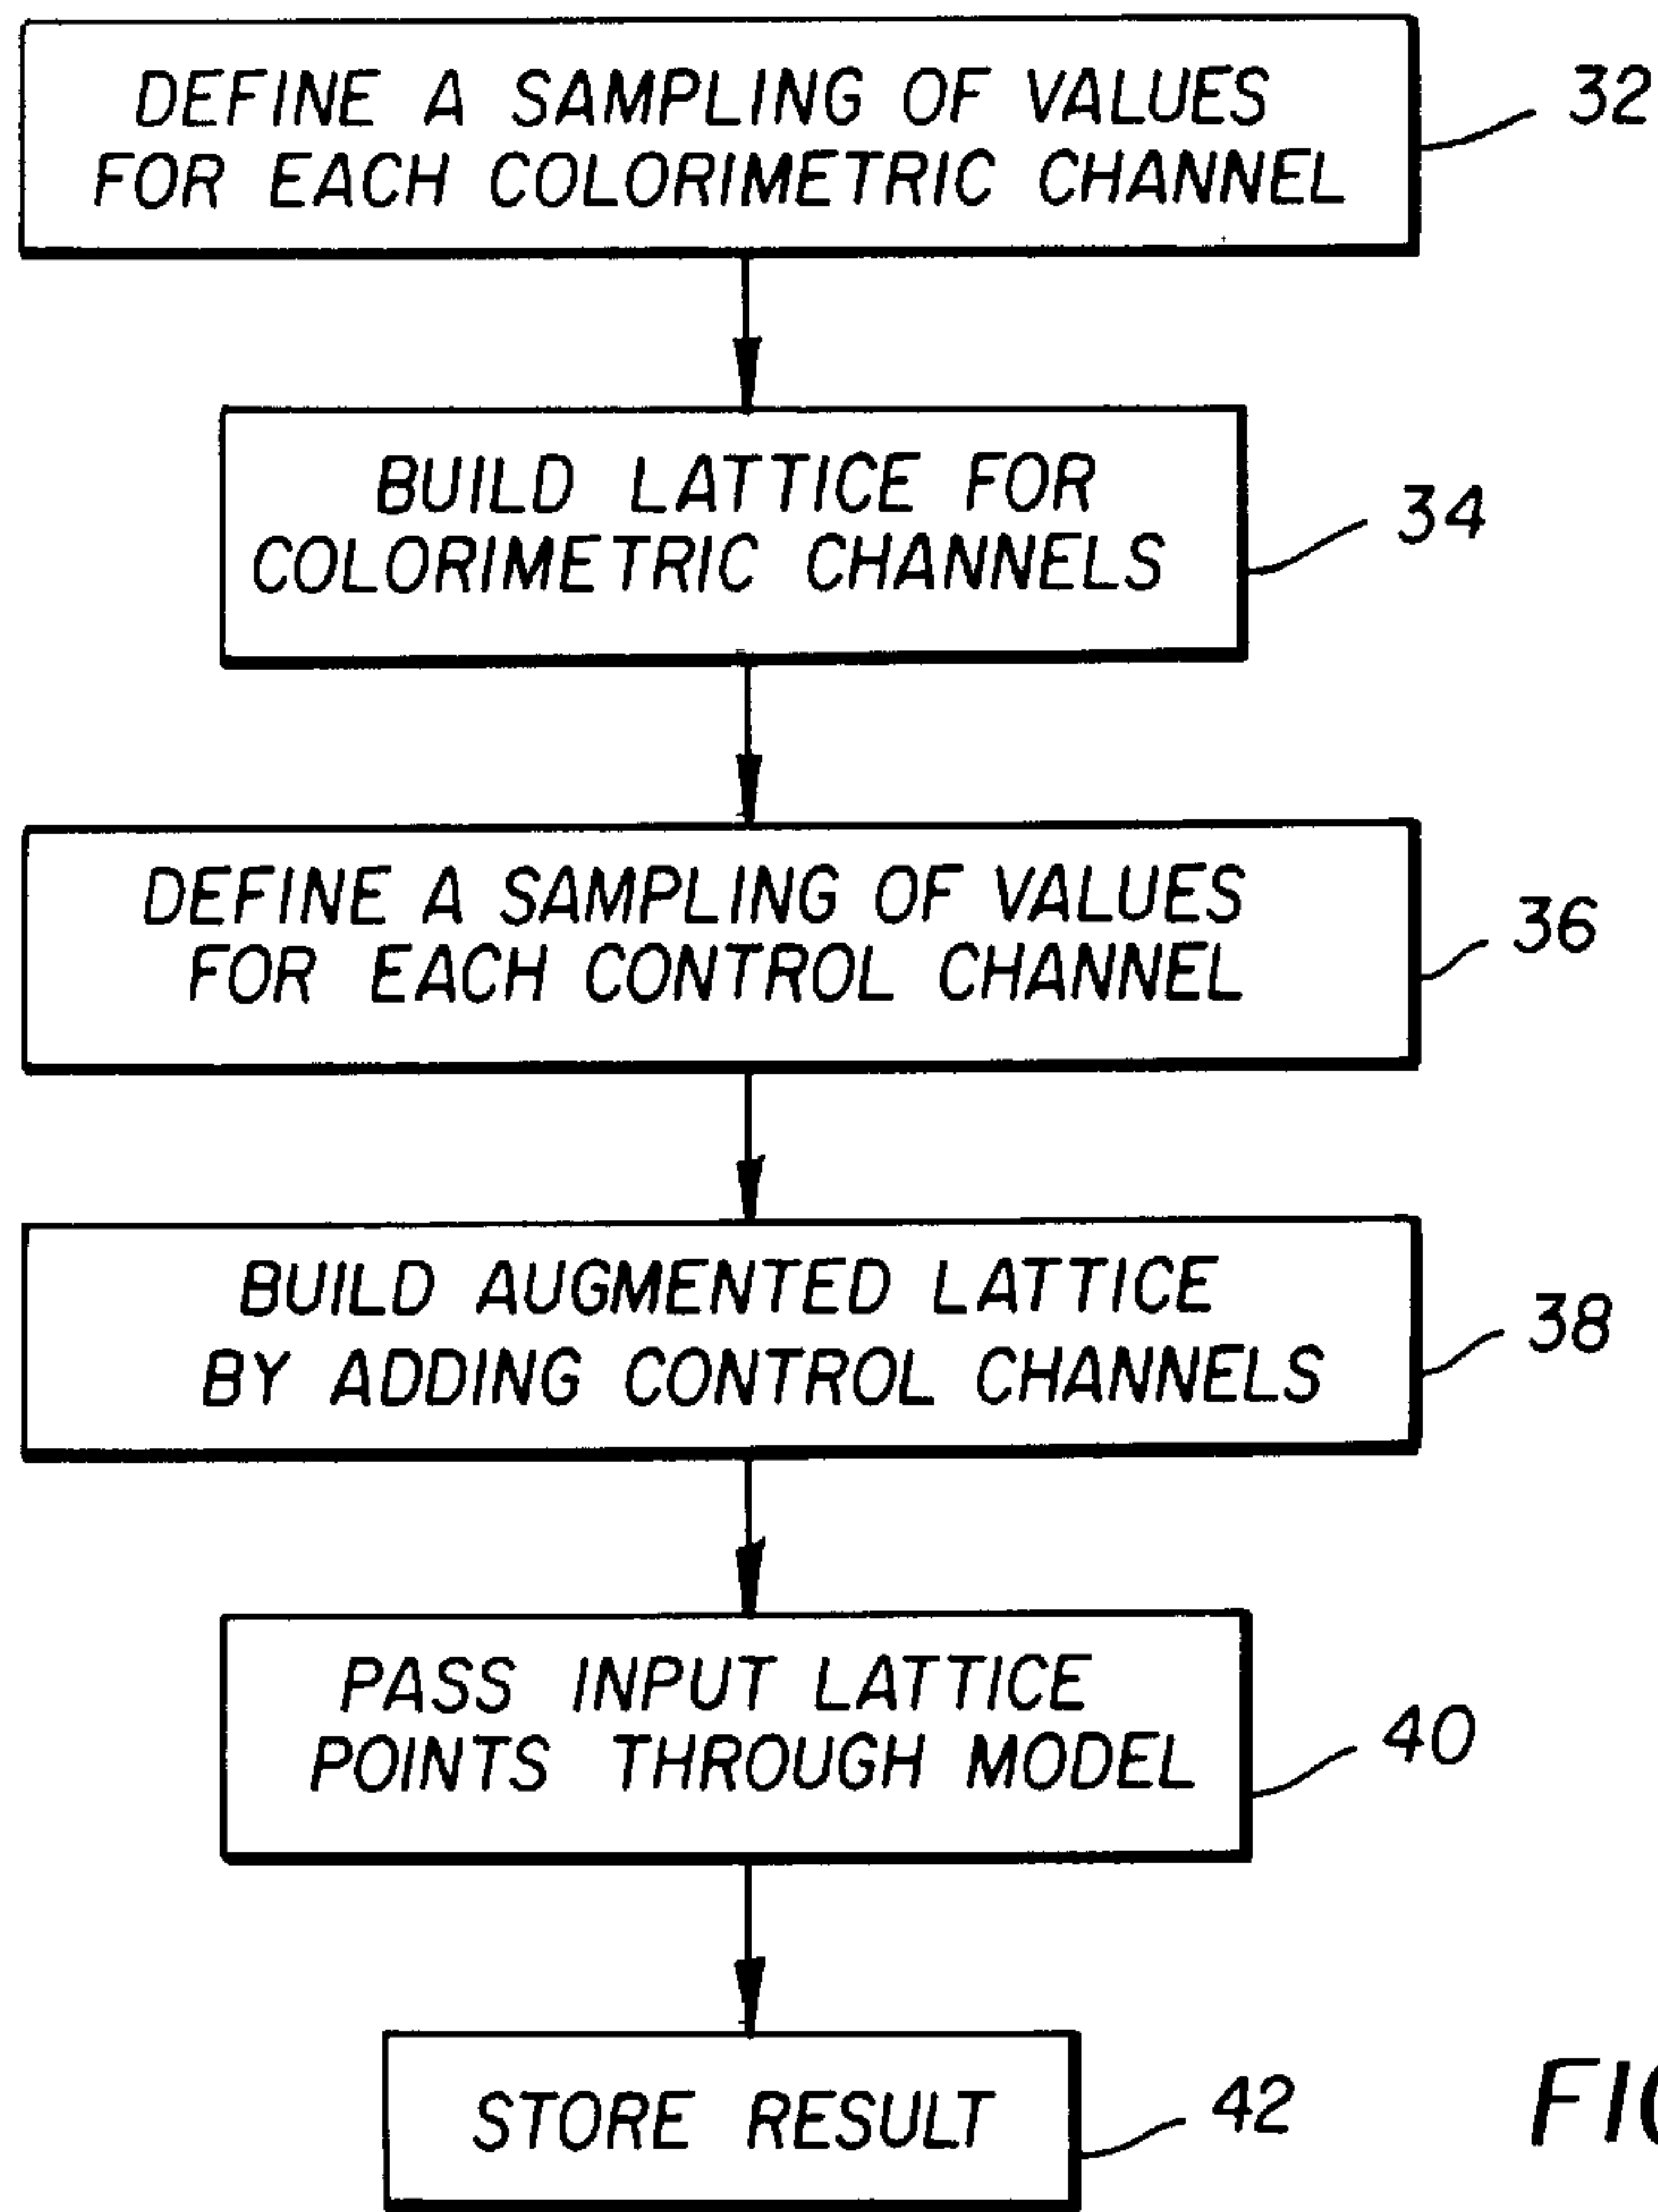 DEFINE A SAMPLING OF VALUES
FOR EACH COLORIMETRIC CHANNEL
32
BUILD LATTICE FOR
COLORIMETRIC CHANNELS
34
DEFINE A SAMPLING OF VALUES
FOR EACH CONTROL CHANNEL
36
BUILD AUGMENTED LATTICE
BY ADDING CONTROL CHANNELS
38
PASS INPUT LATTICE
POINTS THROUGH MODEL
40
STORE RESULT
42